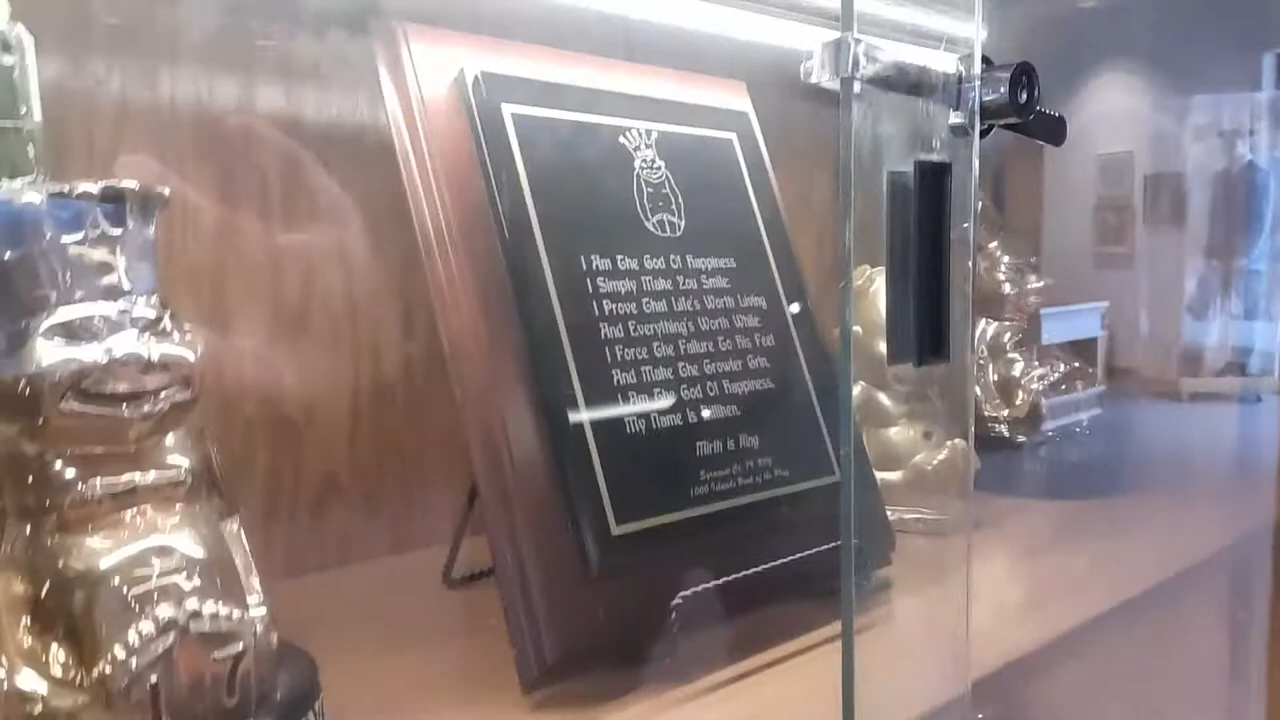 I Am The God Of Happiness
I Simply Make You Smile.
I Prove That Life's Worth Living
And Everything's Worth While.
I Force The Failure To His Feet
And Make The Growler Grin.
I Am The God Of Happiness.
My Name Is Billiken.
Mirth is King
1000 Islands